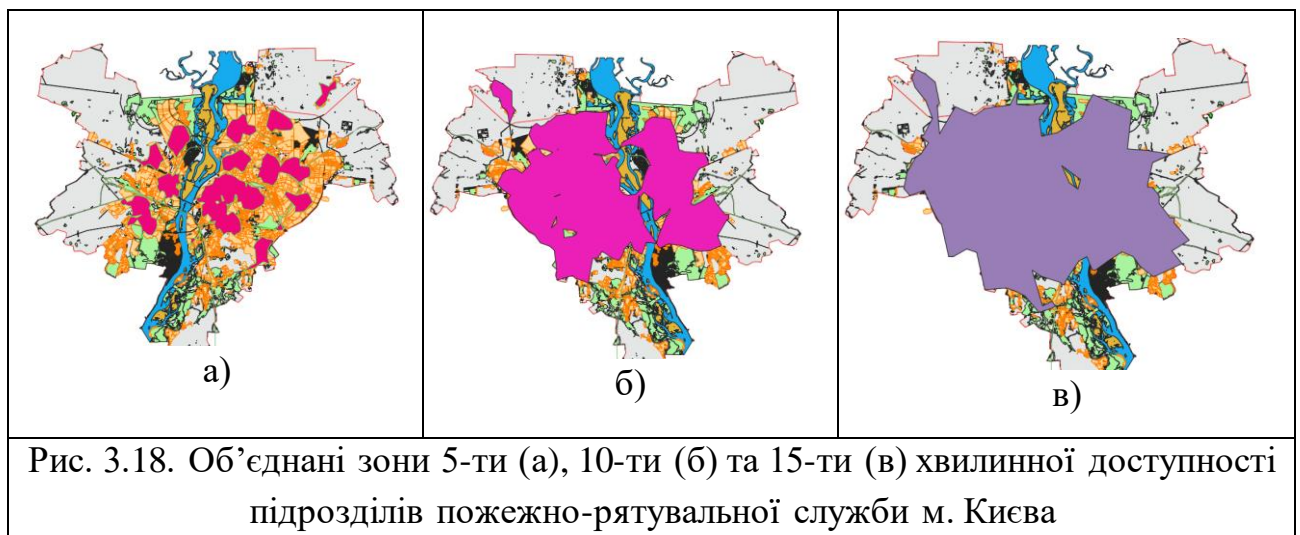 а)
б)
в)
Рис. 3.18. Об’єднані зони 5-ти (а), 10-ти (б) та 15-ти (в) хвилинної доступності
підрозділів пожежно-рятувальної служби м. Києва